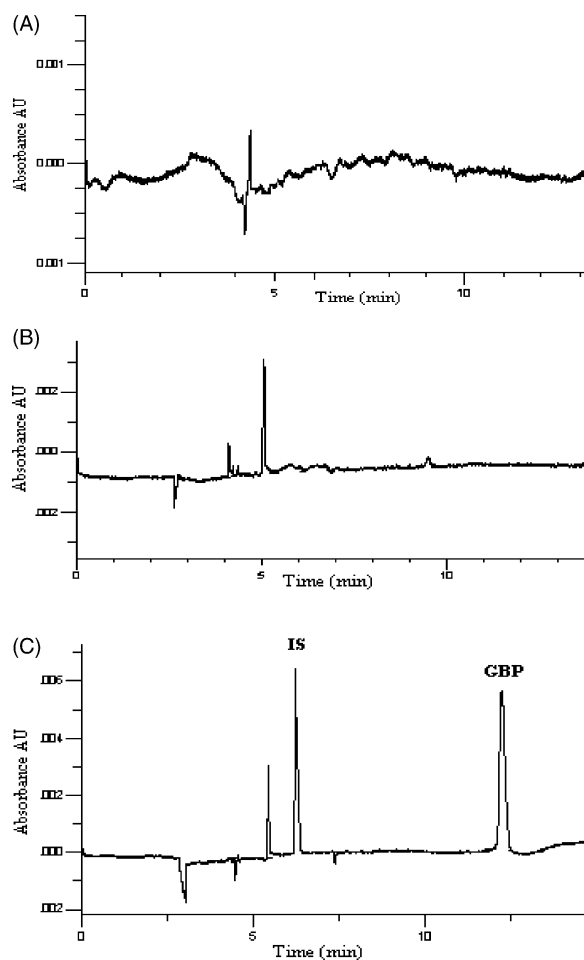 (A)
Absorbance AU
0.001
0.000
0.001
0
5
10
Time (min)
(B)
Absorbance AU
.002
.000
.002
0
5
10
Time (min)
(C)
IS
GBP
Absorbance AU
.006
.004
.002
.000
.002
0
5
10
Time (min)